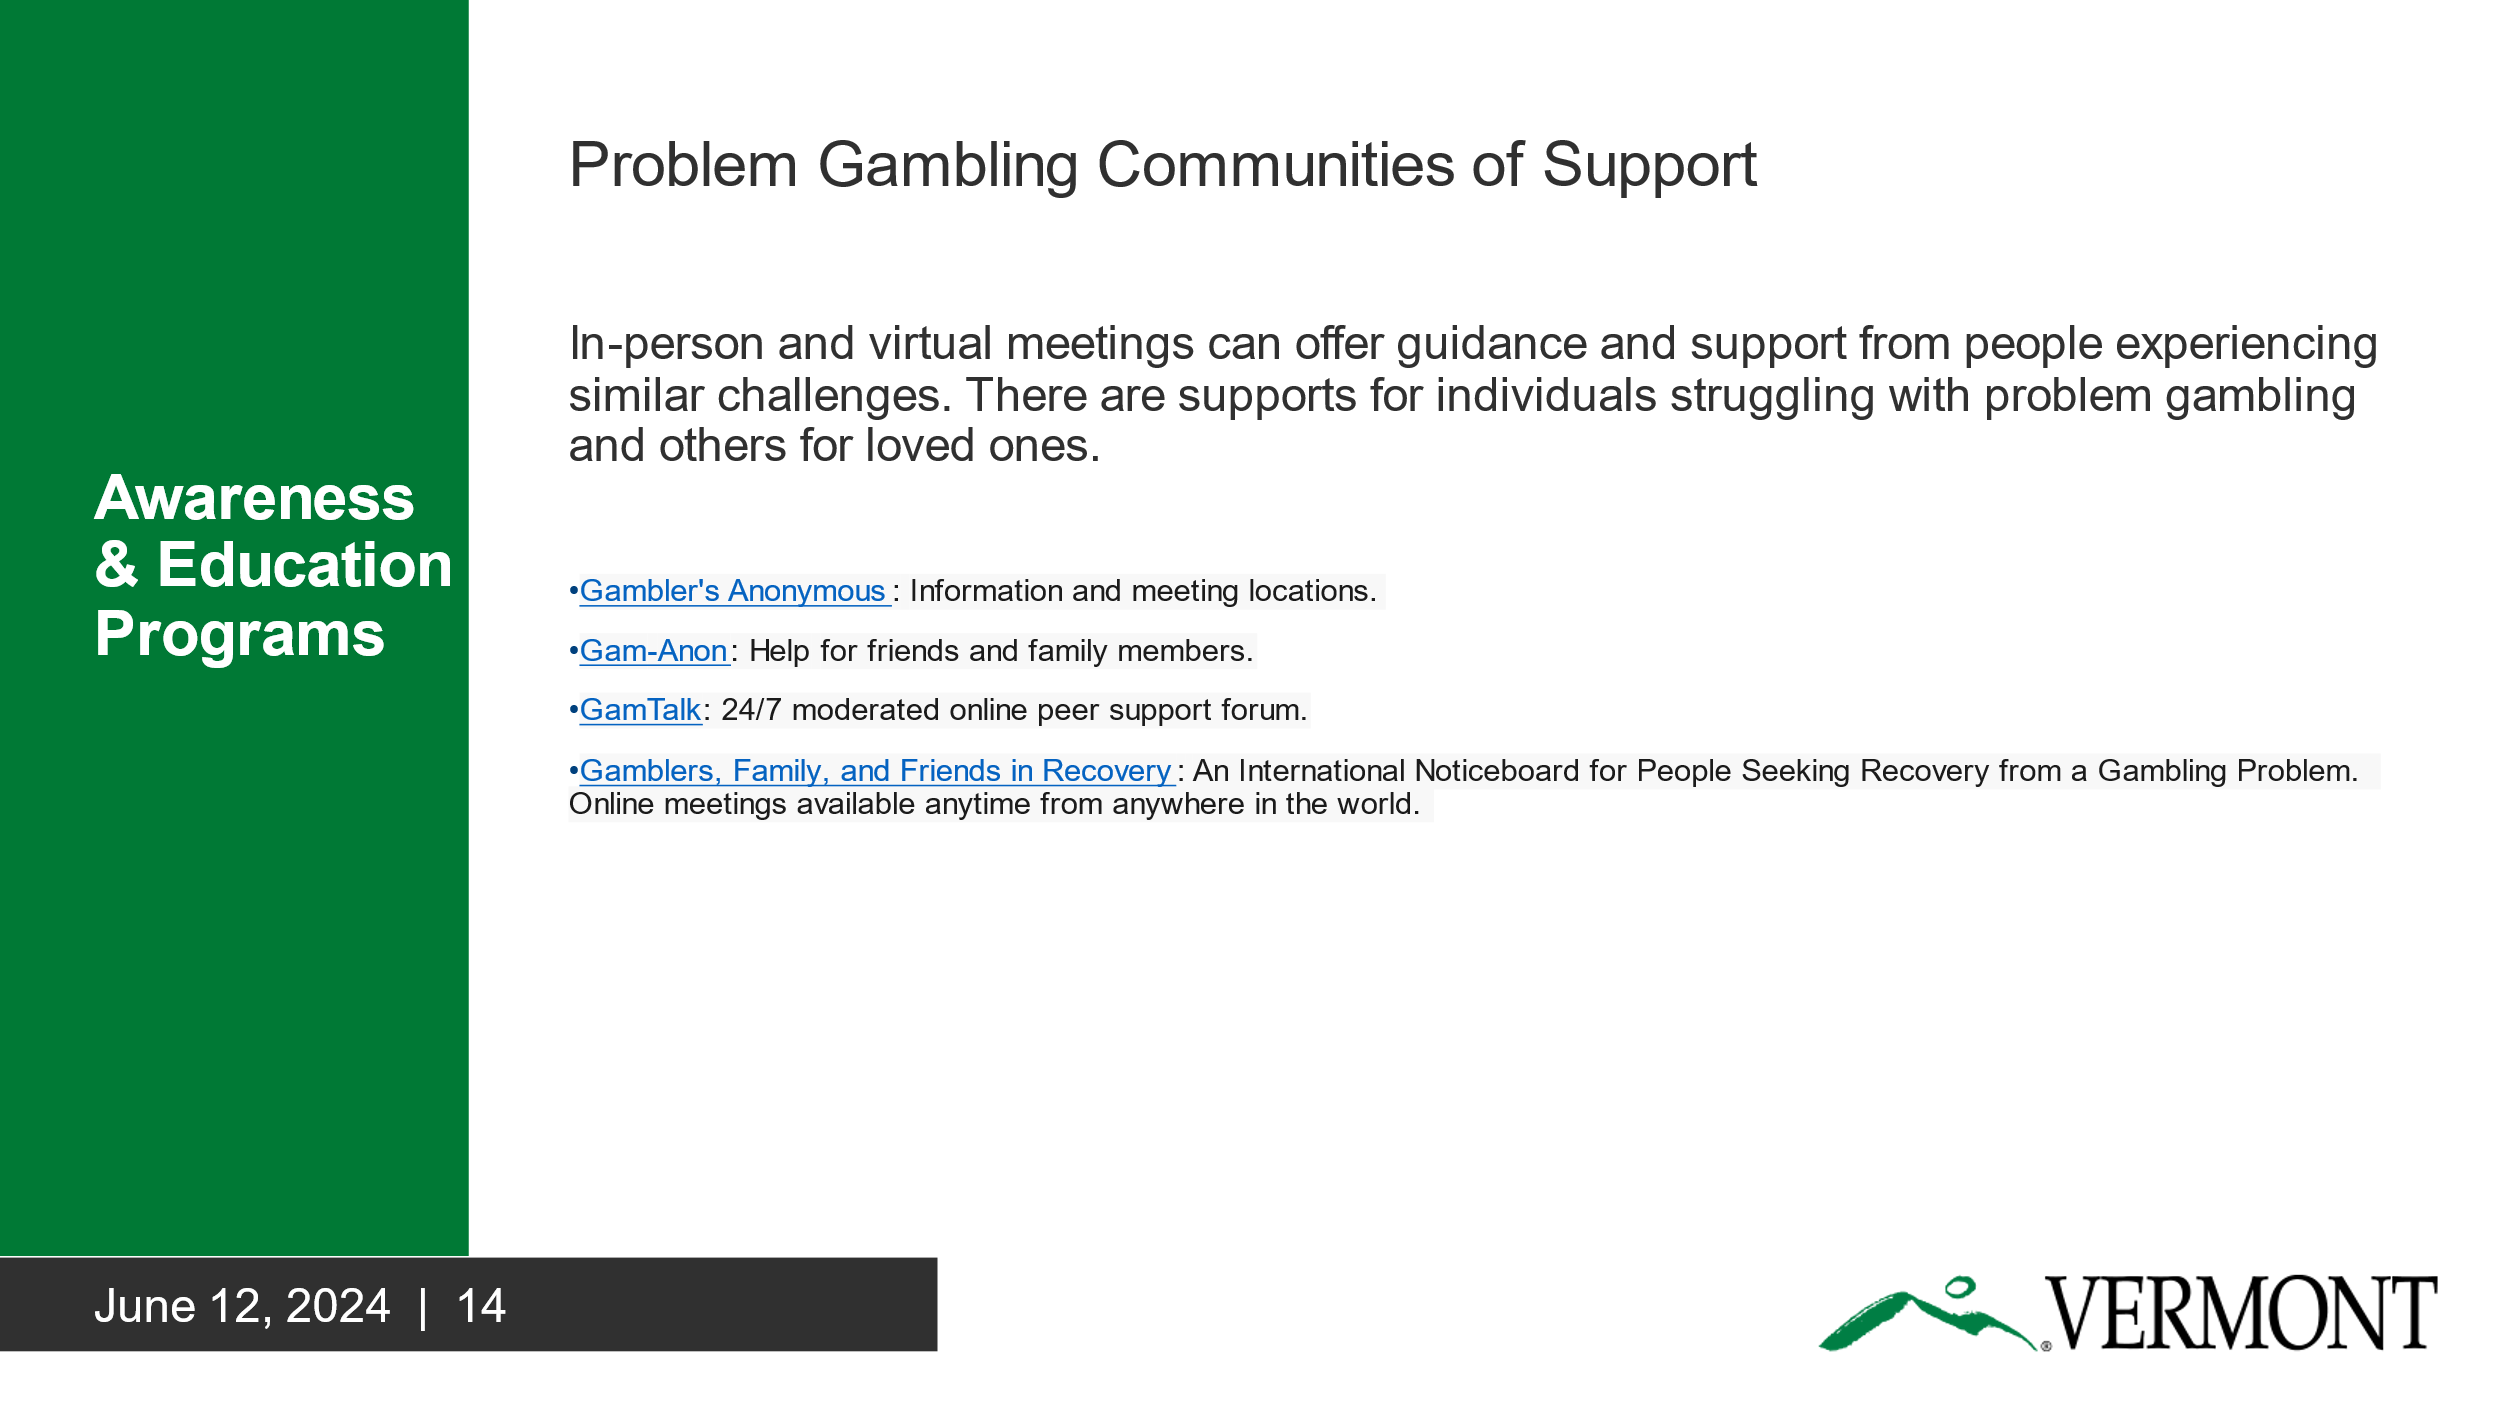 Awareness
& Education
Programs
Problem Gambling Communities of Support
In-person and virtual meetings can offer guidance and support from people experiencing
similar challenges. There are supports for individuals struggling with problem gambling
and others for loved ones.
•Gambler's Anonymous : Information and meeting locations.
•Gam-Anon: Help for friends and family members.
•GamTalk: 24/7 moderated online peer support forum.
•Gamblers, Family, and Friends in Recovery : An International Noticeboard for People Seeking Recovery from a Gambling Problem.
Online meetings available anytime from anywhere in the world.
June 12, 2024 | 14
® VERMONT